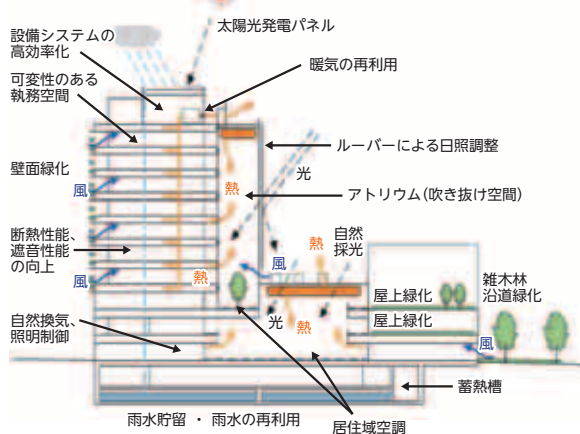 太陽光発電パネル
設備システムの
高効率化
暖気の再利用
可変性のある
執務空間
ルーバーによる日照調整
壁面緑化
光
風
熱
アトリウム(吹き抜け空間)
断熱性能、
遮音性能
の向上
熱
自然
採光
風
熱
風
雑木林
沿道緑化
屋上緑化
屋上緑化
自然換気、
照明制御
光
熱
風
蓄熱槽
雨水貯留 ・ 雨水の再利用
居住域空調